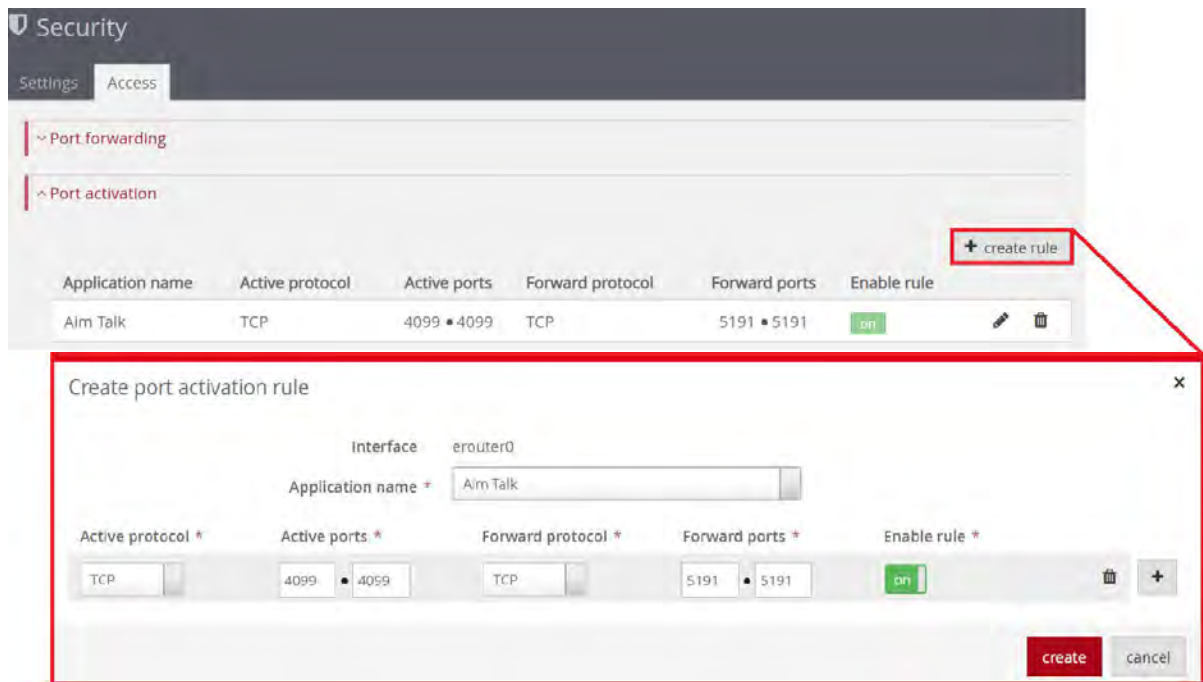 Security
Settings Access
Port forwarding
Port activation
+ create rule
Application name Active protocol Active ports Forward protocol Forward ports Enable rule
Aim Talk TCP 4099 • 4099 TCP 5191 • 5191 on
Create port activation rule ×
Interface erouter0
Application name * Aim Talk
Active protocol * Active ports * Forward protocol * Forward ports * Enable rule *
TCP 4099 • 4099 TCP 5191 • 5191 on +
create cancel